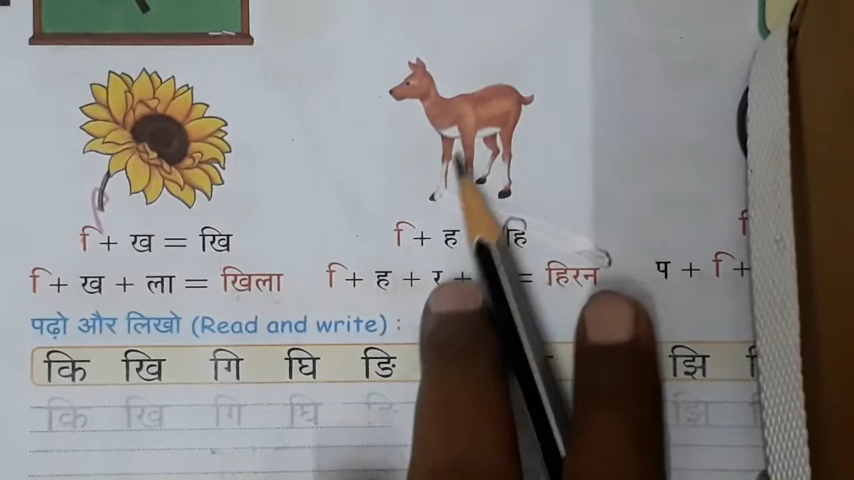 ि + ख = खि
ि + ह हि
ि
ि + ख + ला = खिला
ि + ह + र + = हिरन
प + ि +
पढ़ो और लिखो (Read and write) :
कि खि गि घि ङि झि
कि खि गि घि ङि झि